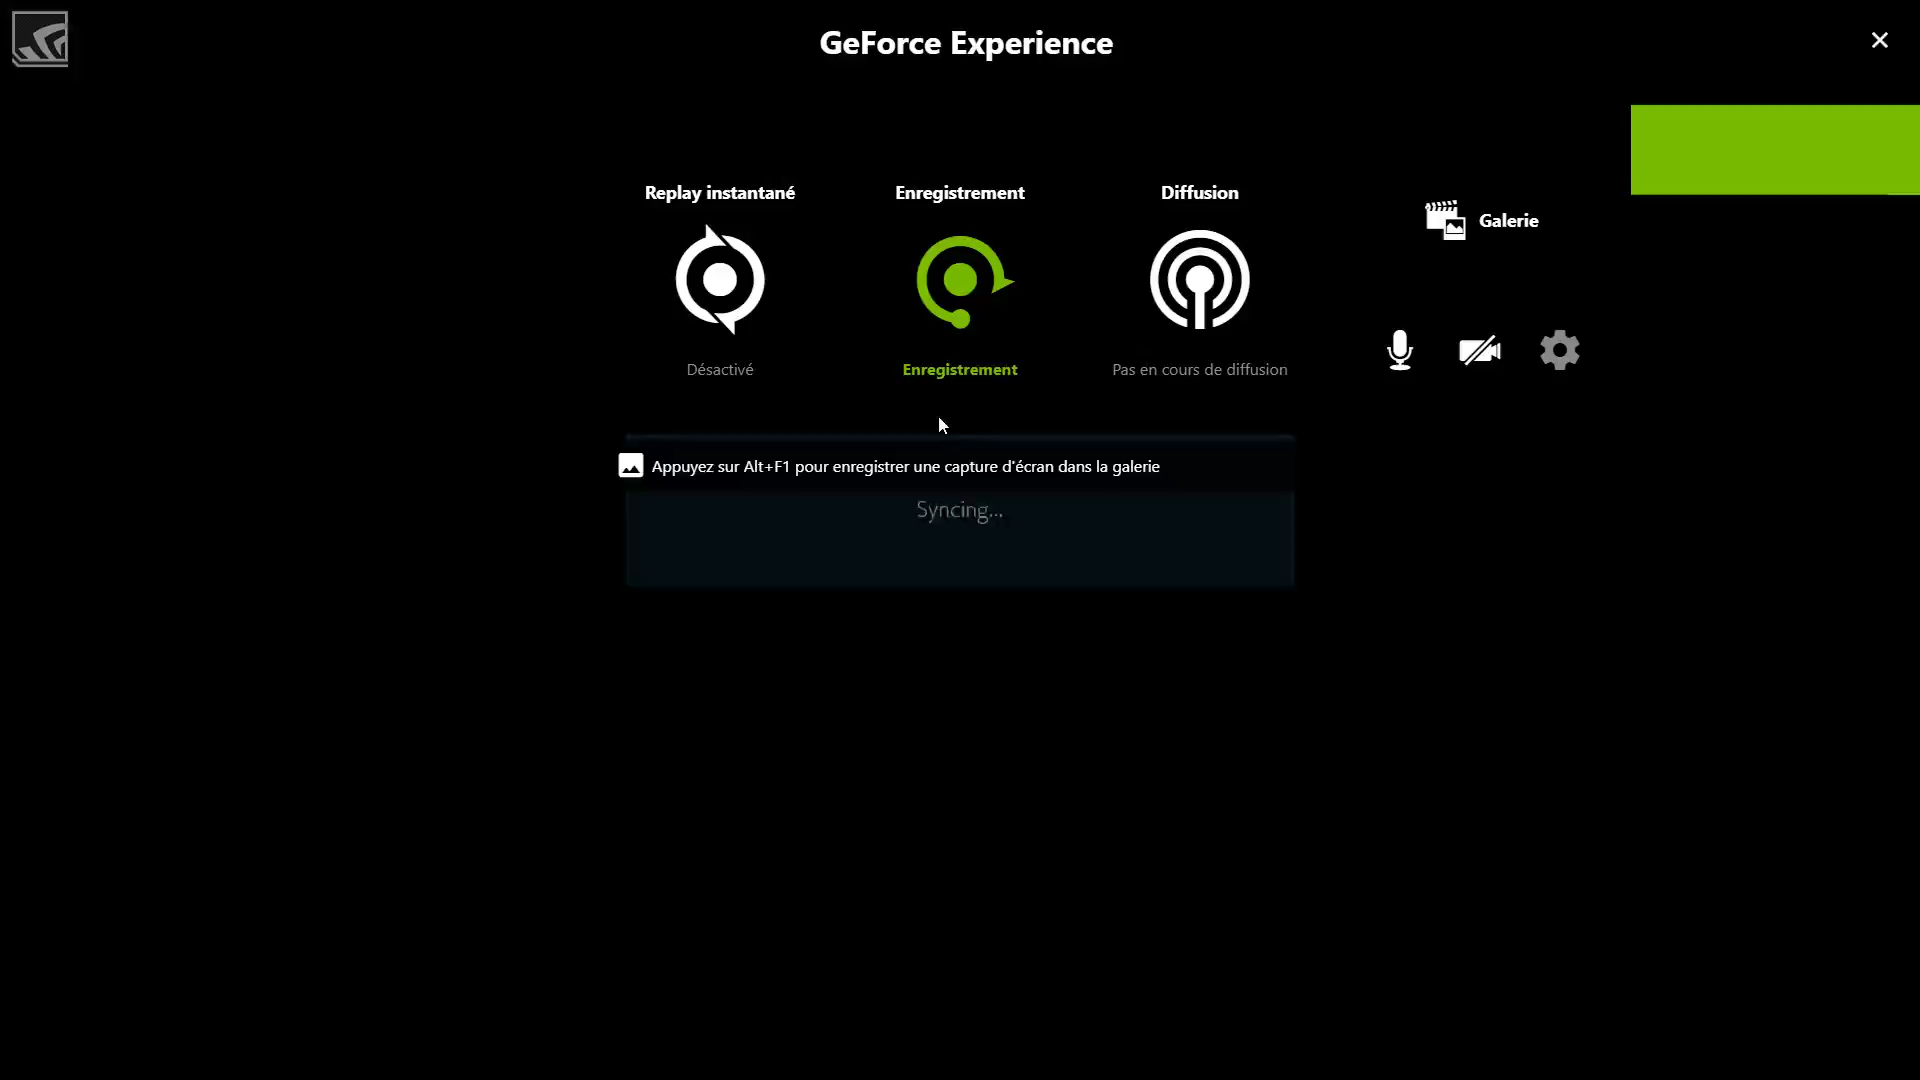 GeForce Experience
Replay instantané
Enregistrement
Diffusion
Galerie
Désactivé
Enregistrement
Pas en cours de diffusion
Appuyez sur Alt+F1 pour enregistrer une capture d'écran dans la galerie
Syncing...